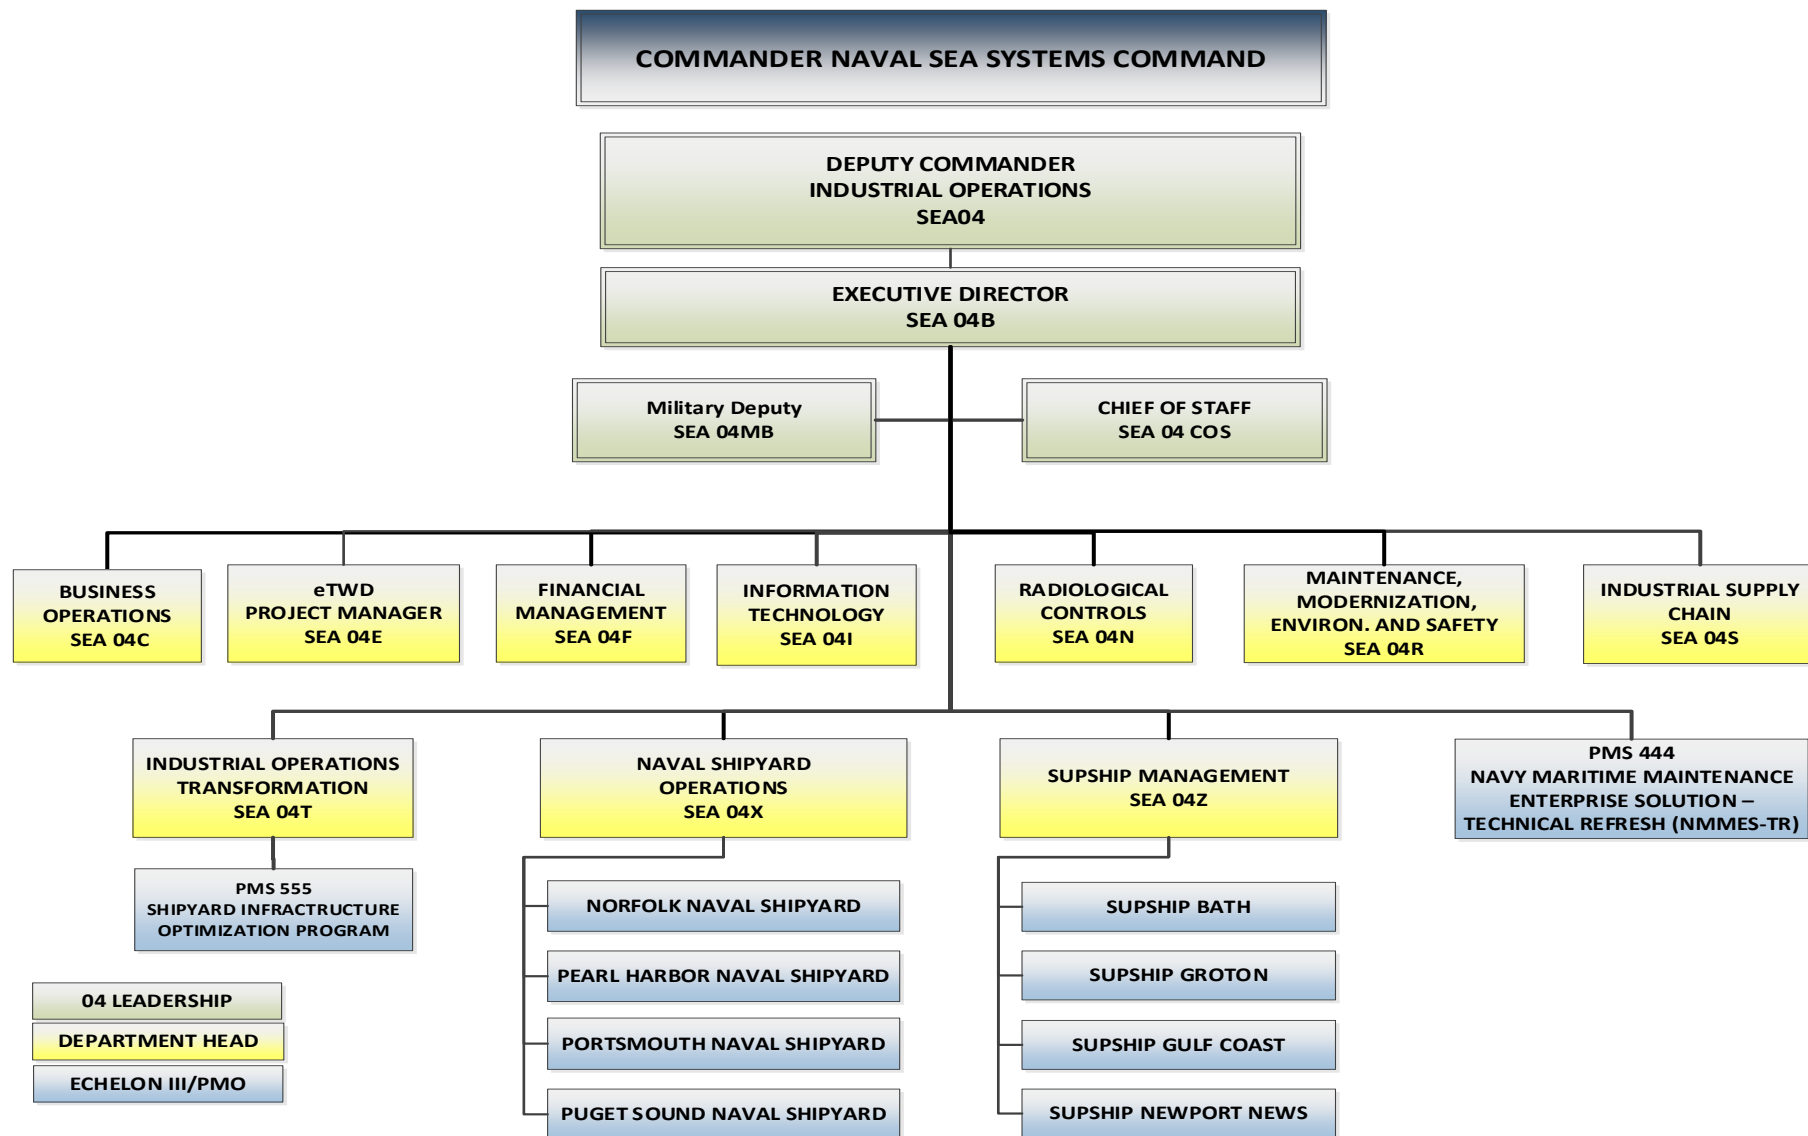 COMMANDER NAVAL SEA SYSTEMS COMMAND
DEPUTY COMMANDER
INDUSTRIAL OPERATIONS
SEA04
EXECUTIVE DIRECTOR
SEA 04B
Military Deputy
SEA 04MB
CHIEF OF STAFF
SEA 04 COS
BUSINESS
OPERATIONS
SEA 04C
eTWD
PROJECT MANAGER
SEA 04E
FINANCIAL
MANAGEMENT
SEA 04F
INFORMATION
TECHNOLOGY
SEA 04I
RADIOLOGICAL
CONTROLS
SEA 04N
MAINTENANCE,
MODERNIZATION,
ENVIRON. AND SAFETY
SEA 04R
INDUSTRIAL SUPPLY
CHAIN
SEA 04S
INDUSTRIAL OPERATIONS
TRANSFORMATION
SEA 04T
NAVAL SHIPYARD
OPERATIONS
SEA 04X
SUPSHIP MANAGEMENT
SEA 04Z
PMS 444
NAVY MARITIME MAINTENANCE
ENTERPRISE SOLUTION –
TECHNICAL REFRESH (NMMES-TR)
PMS 555
SHIPYARD INFRACTRUCTURE
OPTIMIZATION PROGRAM
NORFOLK NAVAL SHIPYARD
PEARL HARBOR NAVAL SHIPYARD
PORTSMOUTH NAVAL SHIPYARD
PUGET SOUND NAVAL SHIPYARD
SUPSHIP BATH
SUPSHIP GROTON
SUPSHIP GULF COAST
SUPSHIP NEWPORT NEWS
04 LEADERSHIP
DEPARTMENT HEAD
ECHELON III/PMO